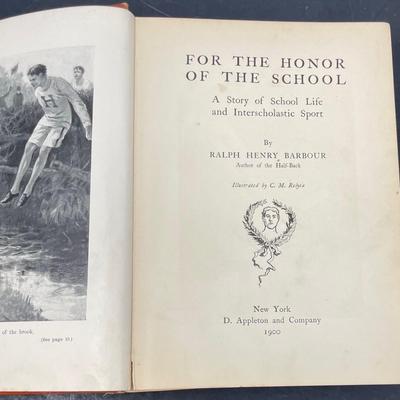 H
of the brook.
(See page 15.)
FOR THE HONOR
OF THE SCHOOL
A Story of School Life
and Interscholastic Sport
By
RALPH HENRY BARBOUR
Author of the Half-Back
Illustrated by C. M. Relyea
New York
D. Appleton and Company
1900